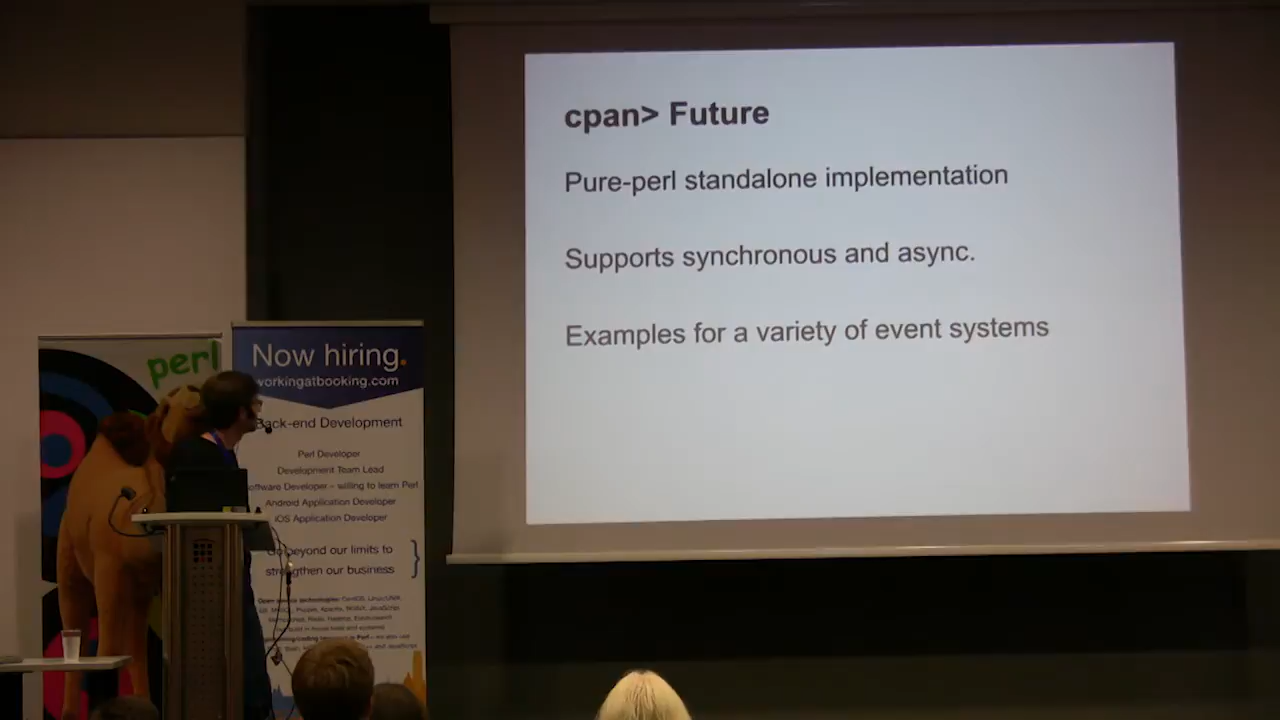 cpan> Future
Pure-perl standalone implementation
Supports synchronous and async.
Examples for a variety of event systems
perl
Now hiring.
workingatbooking.com
Back-end Development
Perl Developer
Development Team Lead
software Developer – willing to learn Perl
Android Application Developer
iOS Application Developer
Go beyond our limits to
strengthen our business